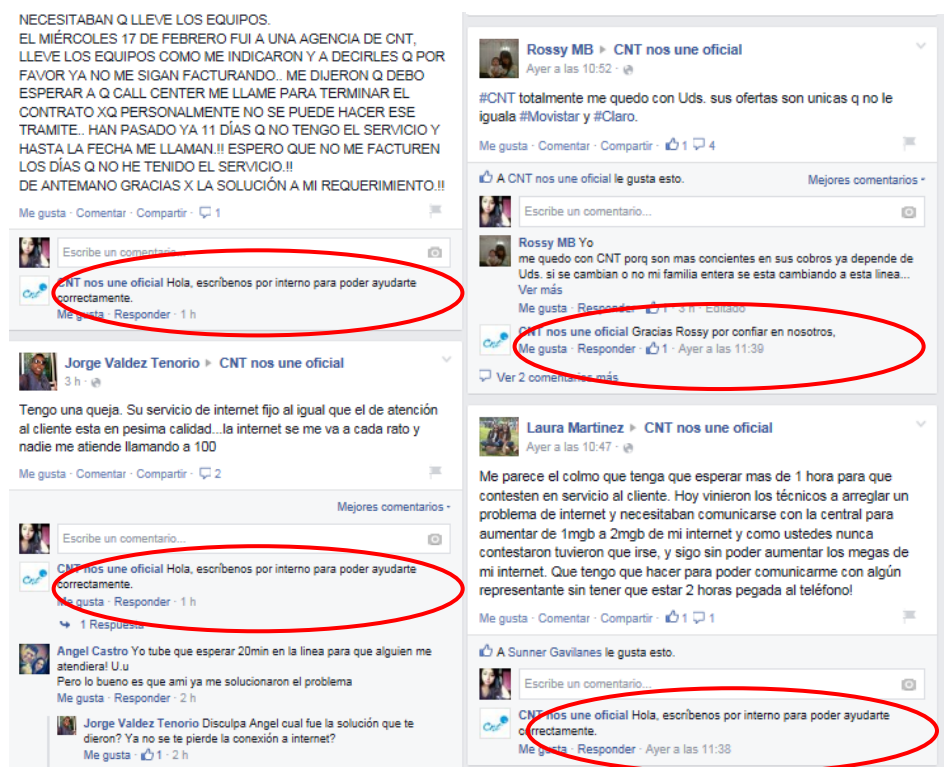 NECESITABAN Q LLEVE LOS EQUIPOS.
EL MIÉRCOLES 17 DE FEBRERO FUI A UNA AGENCIA DE CNT,
LLEVE LOS EQUIPOS COMO ME INDICARON Y A DECIRLES Q POR
FAVOR YA NO ME SIGAN FACTURANDO.. ME DIJERON Q DEBO
ESPERAR A Q CALL CENTER ME LLAME PARA TERMINAR EL
CONTRATO XQ PERSONALMENTE NO SE PUEDE HACER ESE
TRAMITE.. HAN PASADO YA 11 DÍAS Q NO TENGO EL SERVICIO Y
HASTA LA FECHA ME LLAMAN.!! ESPERO QUE NO ME FACTUREN
LOS DÍAS Q NO HE TENIDO EL SERVICIO.!!
DE ANTEMANO GRACIAS X LA SOLUCIÓN A MI REQUERIMIENTO.!!
Me gusta · Comentar · Compartir · 1
Escribe un comentario...
CNT nos une oficial Hola, escríbenos por interno para poder ayudarte
correctamente.
Me gusta · Responder · 1 h
Jorge Valdez Tenorio ▸ CNT nos une oficial
3 h ·
Tengo una queja. Su servicio de internet fijo al igual que el de atención
al cliente esta en pesima calidad...la internet se me va a cada rato y
nadie me atiende llamando a 100
Me gusta · Comentar · Compartir · 2
Mejores comentarios
Escribe un comentario...
Cnt
CNT nos une oficial Hola, escríbenos por interno para poder ayudarte
correctamente.
Me gusta · Responder · 1 h
1 Respuesta
Angel Castro Yo tube que esperar 20min en la linea para que alguien me
atendiera! U.u
Pero lo bueno es que ami ya me solucionaron el problema
Me gusta · Responder · 2 h
Jorge Valdez Tenorio Disculpa Angel cual fue la solución que te
dieron? Ya no se te pierde la conexión a internet?
Me gusta · 1 · 2 h
Rossy MB ▸ CNT nos une oficial
Ayer a las 10:52 ·
#CNT totalmente me quedo con Uds. sus ofertas son unicas q no le
iguala #Movistar y #Claro.
Me gusta · Comentar · Compartir · 1 4
A CNT nos une oficial le gusta esto.
Mejores comentarios
Escribe un comentario...
Rossy MB Yo
me quedo con CNT porq son mas concientes en sus cobros ya depende de
Uds. si se cambian o no mi familia entera se esta cambiando a esta linea...
Ver más
Me gusta · Responder · 1 · 3 h · Editado
Cnt
CNT nos une oficial Gracias Rossy por confiar en nosotros,
Me gusta · Responder · 1 · Ayer a las 11:39
Ver 2 comentarios más
Laura Martinez ▸ CNT nos une oficial
Ayer a las 10:47 ·
Me parece el colmo que tenga que esperar mas de 1 hora para que
contesten en servicio al cliente. Hoy vinieron los técnicos a arreglar un
problema de internet y necesitaban comunicarse con la central para
aumentar de 1mgb a 2mgb de mi internet y como ustedes nunca
contestaron tuvieron que irse, y sigo sin poder aumentar los megas de
mi internet. Que tengo que hacer para poder comunicarme con algún
representante sin tener que estar 2 horas pegada al teléfono!
Me gusta · Comentar · Compartir · 1 1
A Sunner Gavilanes le gusta esto.
Escribe un comentario...
Cnt
CNT nos une oficial Hola, escríbenos por interno para poder ayudarte
correctamente.
Me gusta · Responder · Ayer a las 11:38